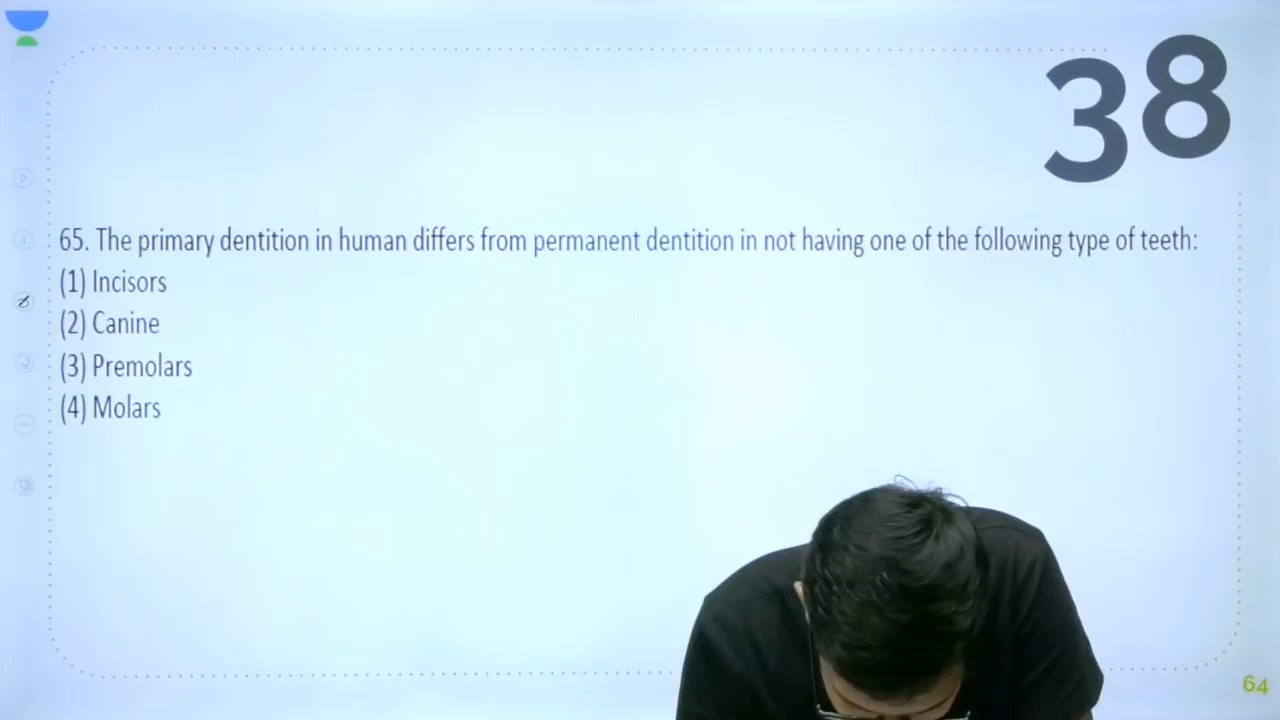 38
65. The primary dentition in human differs from permanent dentition in not having one of the following type of teeth:
(1) Incisors
(2) Canine
(3) Premolars
(4) Molars
64